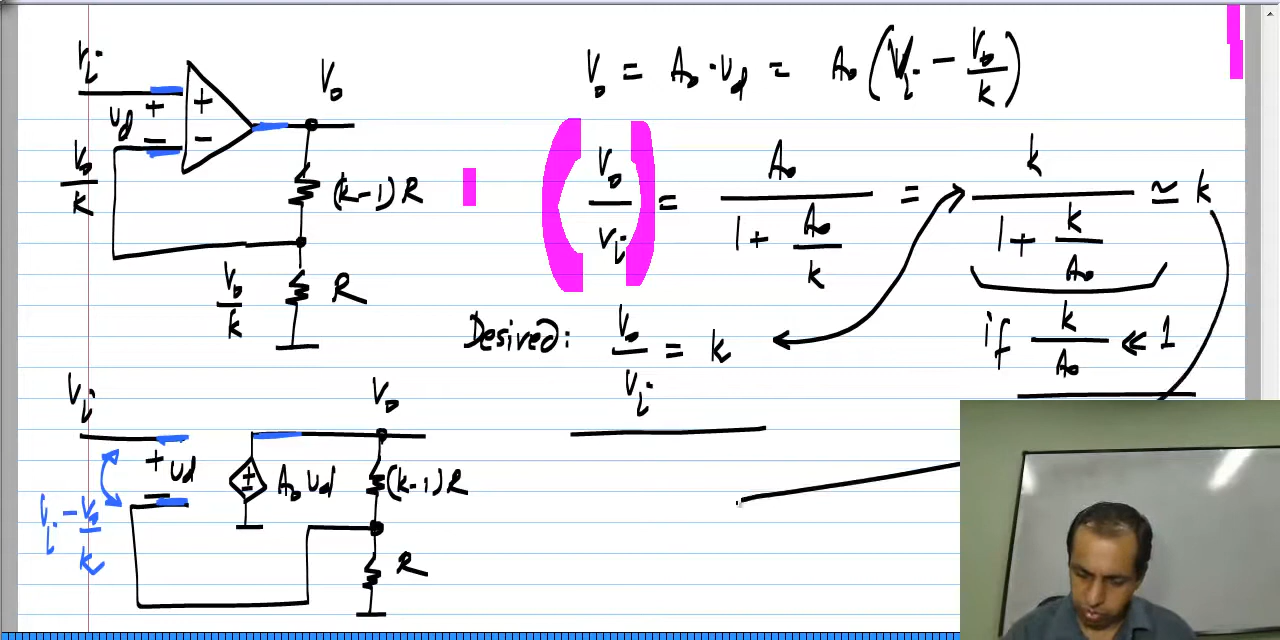 Vi
Vo
+
-
vd
+
-
Vo/k
(k-1)R
Vo/k
R
Vo = Ao·vd = Ao(Vi - Vo/k)
Vo/Vi = Ao/(1 + Ao/k) = k/(1 + k/Ao) ≃ k
if k/Ao ≪ 1
Desired: Vo/Vi = k
Vi
Vo
+
vd
-
±
Ao vd
(k-1)R
Vi - Vo/k
R